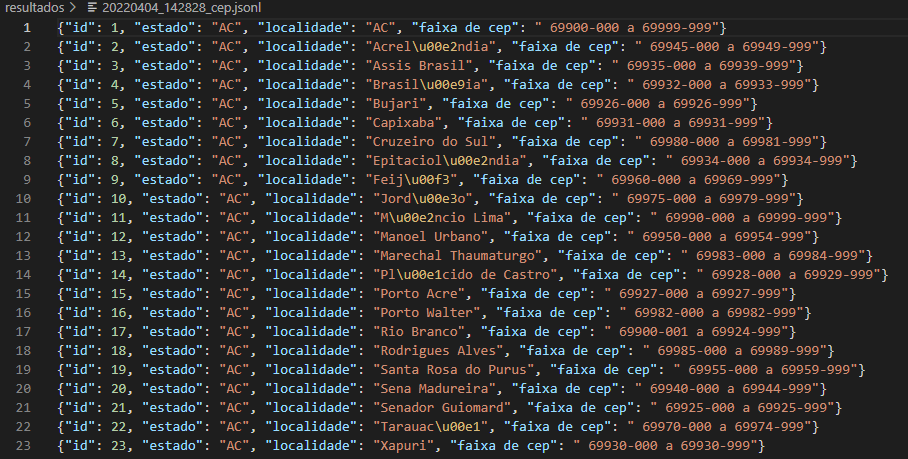 resultados > 20220404_142828_cep.jsonl
1 {"id": 1, "estado": "AC", "localidade": "AC", "faixa de cep": " 69900-000 a 69999-999"}
2 {"id": 2, "estado": "AC", "localidade": "Acrel\u00e2ndia", "faixa de cep": " 69945-000 a 69949-999"}
3 {"id": 3, "estado": "AC", "localidade": "Assis Brasil", "faixa de cep": " 69935-000 a 69939-999"}
4 {"id": 4, "estado": "AC", "localidade": "Brasil\u00e9ia", "faixa de cep": " 69932-000 a 69933-999"}
5 {"id": 5, "estado": "AC", "localidade": "Bujari", "faixa de cep": " 69926-000 a 69926-999"}
6 {"id": 6, "estado": "AC", "localidade": "Capixaba", "faixa de cep": " 69931-000 a 69931-999"}
7 {"id": 7, "estado": "AC", "localidade": "Cruzeiro do Sul", "faixa de cep": " 69980-000 a 69981-999"}
8 {"id": 8, "estado": "AC", "localidade": "Epitaciol\u00e2ndia", "faixa de cep": " 69934-000 a 69934-999"}
9 {"id": 9, "estado": "AC", "localidade": "Feij\u00f3", "faixa de cep": " 69960-000 a 69969-999"}
10 {"id": 10, "estado": "AC", "localidade": "Jord\u00e3o", "faixa de cep": " 69975-000 a 69979-999"}
11 {"id": 11, "estado": "AC", "localidade": "M\u00e2ncio Lima", "faixa de cep": " 69990-000 a 69999-999"}
12 {"id": 12, "estado": "AC", "localidade": "Manoel Urbano", "faixa de cep": " 69950-000 a 69954-999"}
13 {"id": 13, "estado": "AC", "localidade": "Marechal Thaumaturgo", "faixa de cep": " 69983-000 a 69984-999"}
14 {"id": 14, "estado": "AC", "localidade": "Pl\u00e1cido de Castro", "faixa de cep": " 69928-000 a 69929-999"}
15 {"id": 15, "estado": "AC", "localidade": "Porto Acre", "faixa de cep": " 69927-000 a 69927-999"}
16 {"id": 16, "estado": "AC", "localidade": "Porto Walter", "faixa de cep": " 69982-000 a 69982-999"}
17 {"id": 17, "estado": "AC", "localidade": "Rio Branco", "faixa de cep": " 69900-001 a 69924-999"}
18 {"id": 18, "estado": "AC", "localidade": "Rodrigues Alves", "faixa de cep": " 69985-000 a 69989-999"}
19 {"id": 19, "estado": "AC", "localidade": "Santa Rosa do Purus", "faixa de cep": " 69955-000 a 69959-999"}
20 {"id": 20, "estado": "AC", "localidade": "Sena Madureira", "faixa de cep": " 69940-000 a 69944-999"}
21 {"id": 21, "estado": "AC", "localidade": "Senador Guiomard", "faixa de cep": " 69925-000 a 69925-999"}
22 {"id": 22, "estado": "AC", "localidade": "Tarauac\u00e1", "faixa de cep": " 69970-000 a 69974-999"}
23 {"id": 23, "estado": "AC", "localidade": "Xapuri", "faixa de cep": " 69930-000 a 69930-999"}